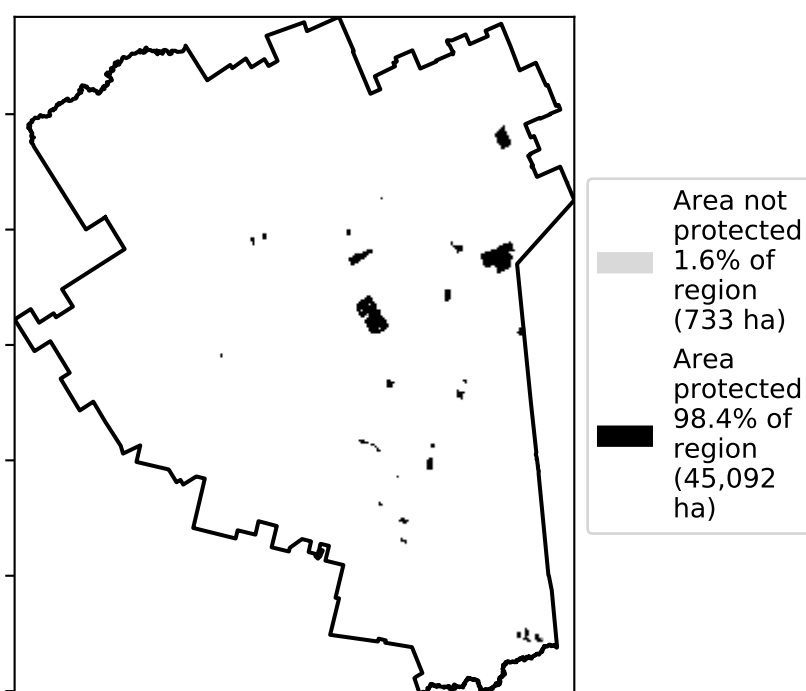 Area not
protected
1.6% of
region
(733 ha)
Area
protected
98.4% of
region
(45,092
ha)